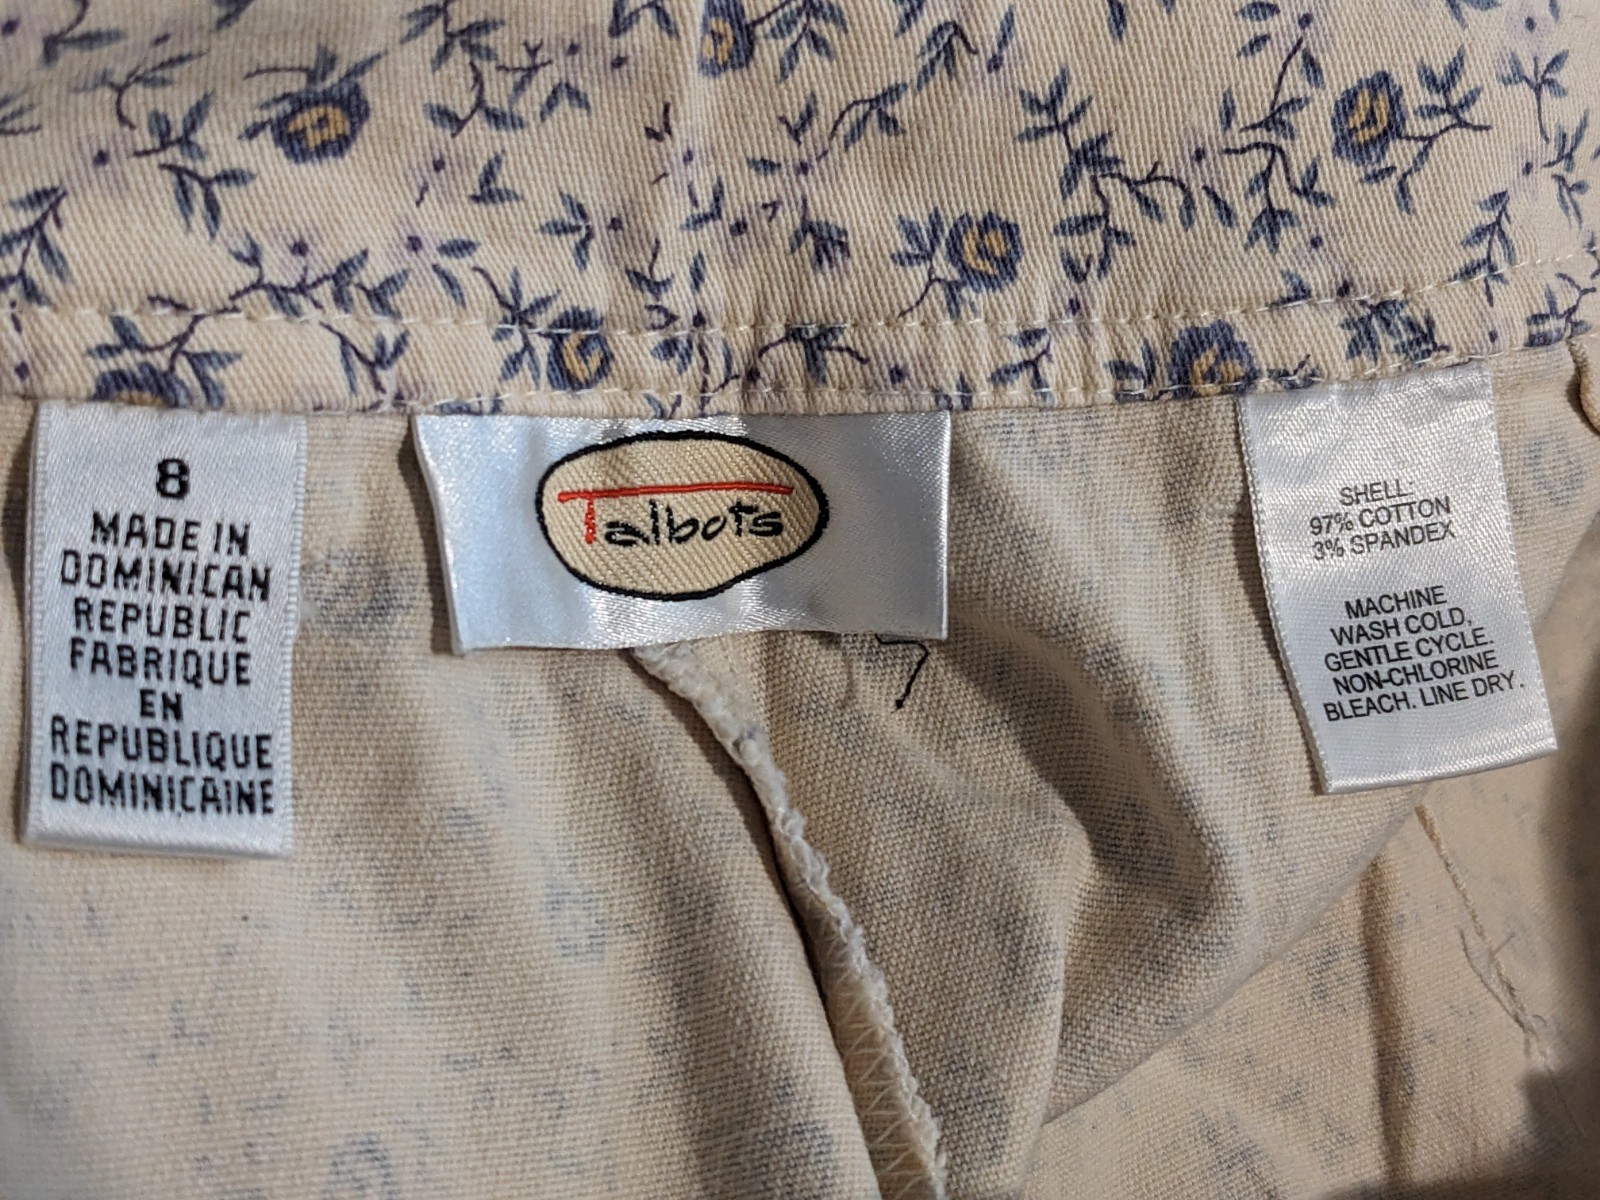 8
MADE IN
DOMINICAN
REPUBLIC
FABRIQUE
EN
REPUBLIQUE
DOMINICAINE
Talbots
SHELL:
97% COTTON
3% SPANDEX
MACHINE
WASH COLD,
GENTLE CYCLE.
NON-CHLORINE
BLEACH. LINE DRY.